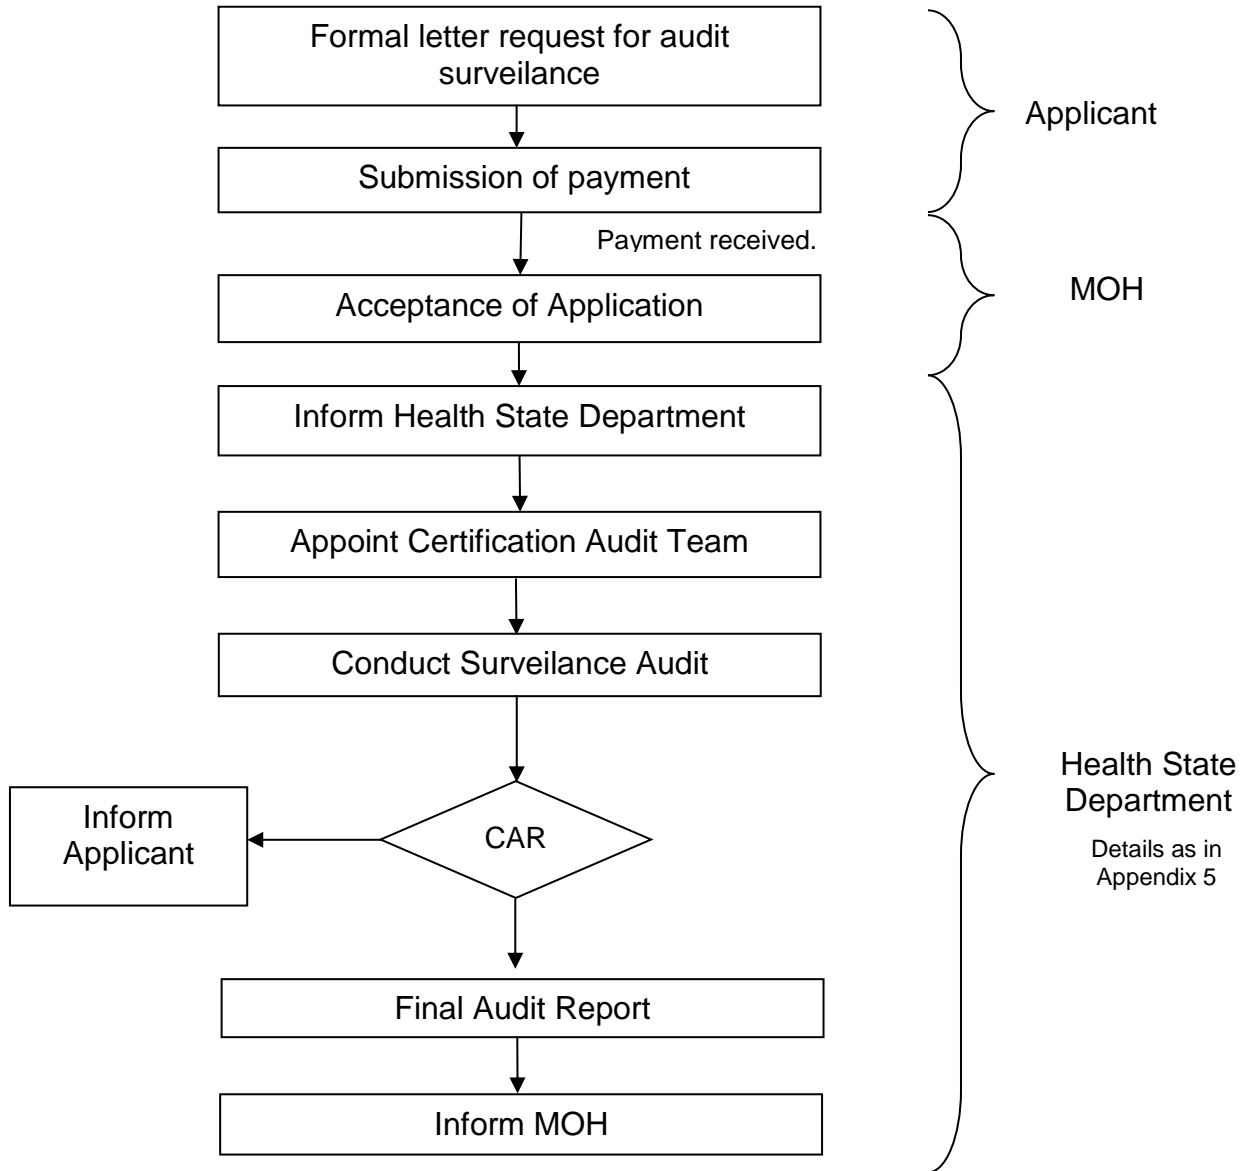 Formal letter request for audit
surveilance
Applicant
Submission of payment
Payment received.
Acceptance of Application
MOH
Inform Health State Department
Appoint Certification Audit Team
Conduct Surveilance Audit
Health State
Department
Details as in
Appendix 5
Inform
Applicant
CAR
Final Audit Report
Inform MOH